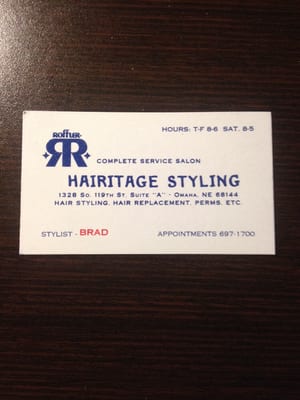 ROFFLER
RR
HOURS: T-F 8-6 SAT. 8-5
COMPLETE SERVICE SALON
HAIRITAGE STYLING
1328 So. 119TH ST. SUITE "A" - OMAHA, NE 68144
HAIR STYLING, HAIR REPLACEMENT, PERMS, ETC.
STYLIST - BRAD
APPOINTMENTS 697-1700